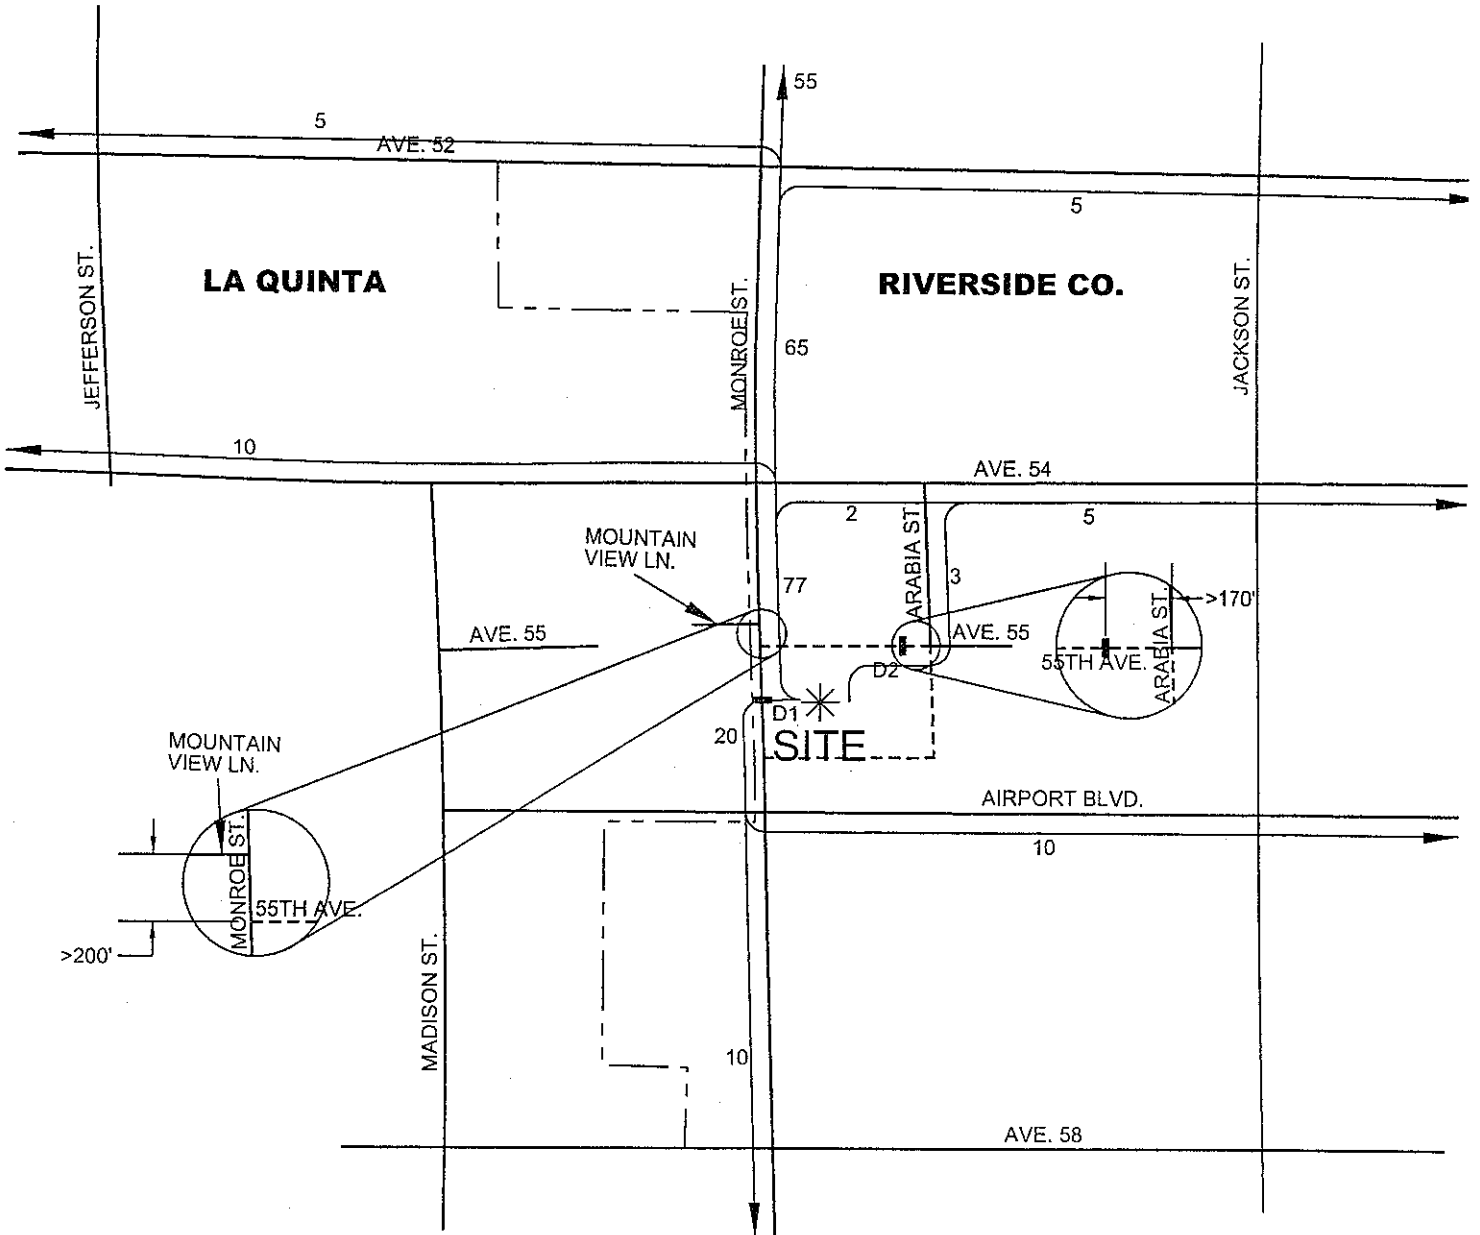 55
5
AVE. 52
5
LA QUINTA
RIVERSIDE CO.
JEFFERSON ST.
MONROE ST.
JACKSON ST.
65
10
AVE. 54
2
5
MOUNTAIN
VIEW LN.
ARABIA ST.
77
3
>170'
AVE. 55
AVE. 55
55TH AVE.
ARABIA ST.
D2
D1
20
SITE
MOUNTAIN
VIEW LN.
AIRPORT BLVD.
10
MONROE ST.
55TH AVE.
>200'
MADISON ST.
10
AVE. 58